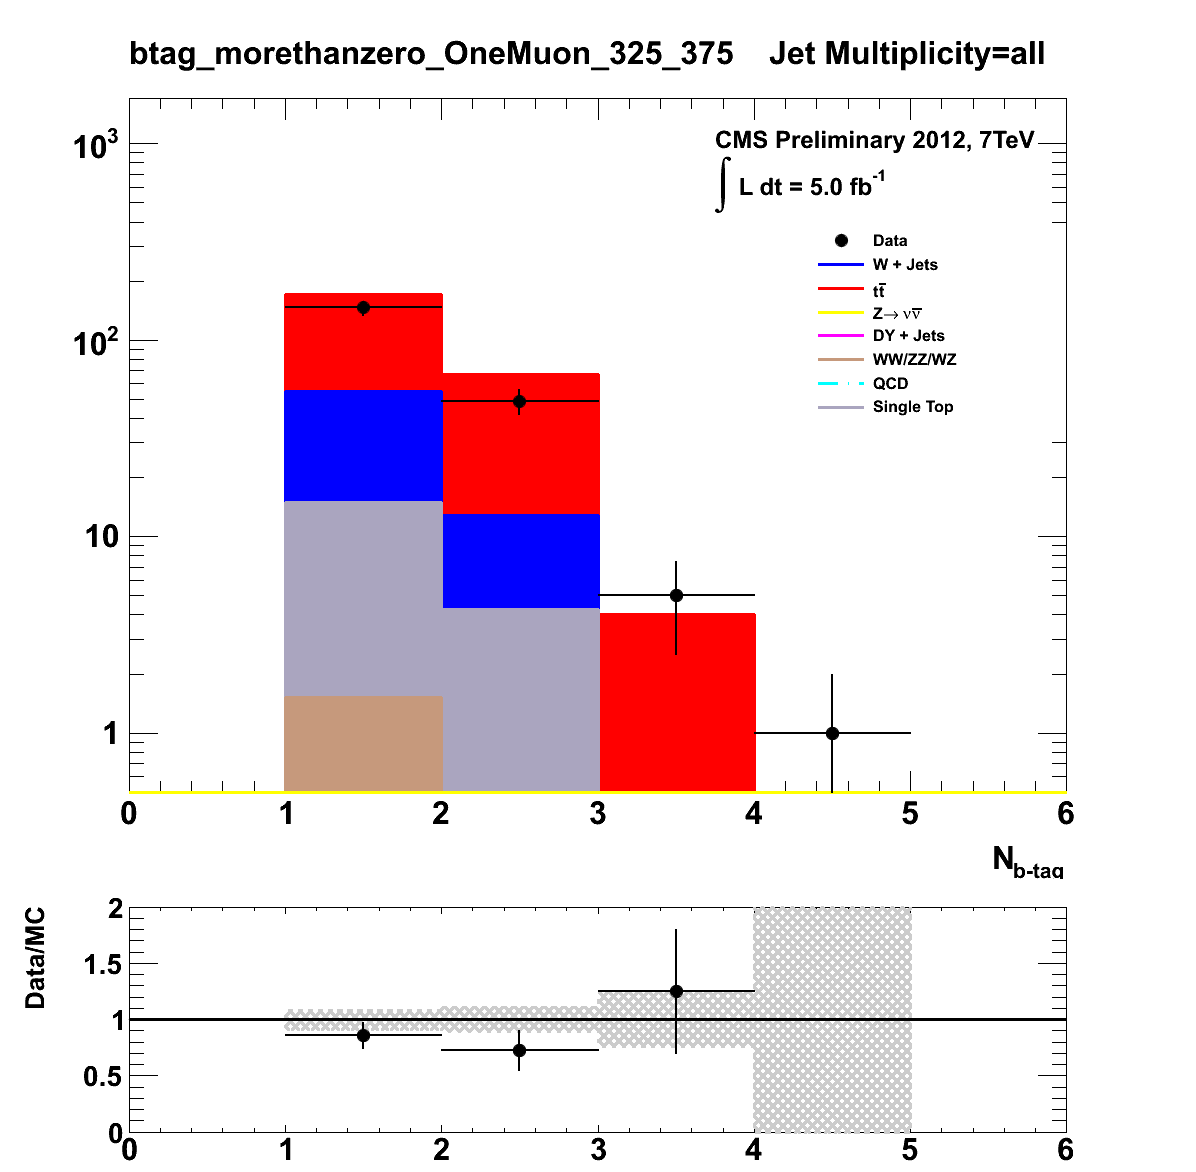 btag_morethanzero_OneMuon_325_375 Jet Multiplicity=all
CMS Preliminary 2012, 7TeV
∫ L dt = 5.0 fb⁻¹
Data
W + Jets
tt̅
Z→ νν̅
DY + Jets
WW/ZZ/WZ
QCD
Single Top
10³
10²
10
1
0 1 2 3 4 5 6
N_b-tag
Data/MC
2
1.5
1
0.5
0
0 1 2 3 4 5 6